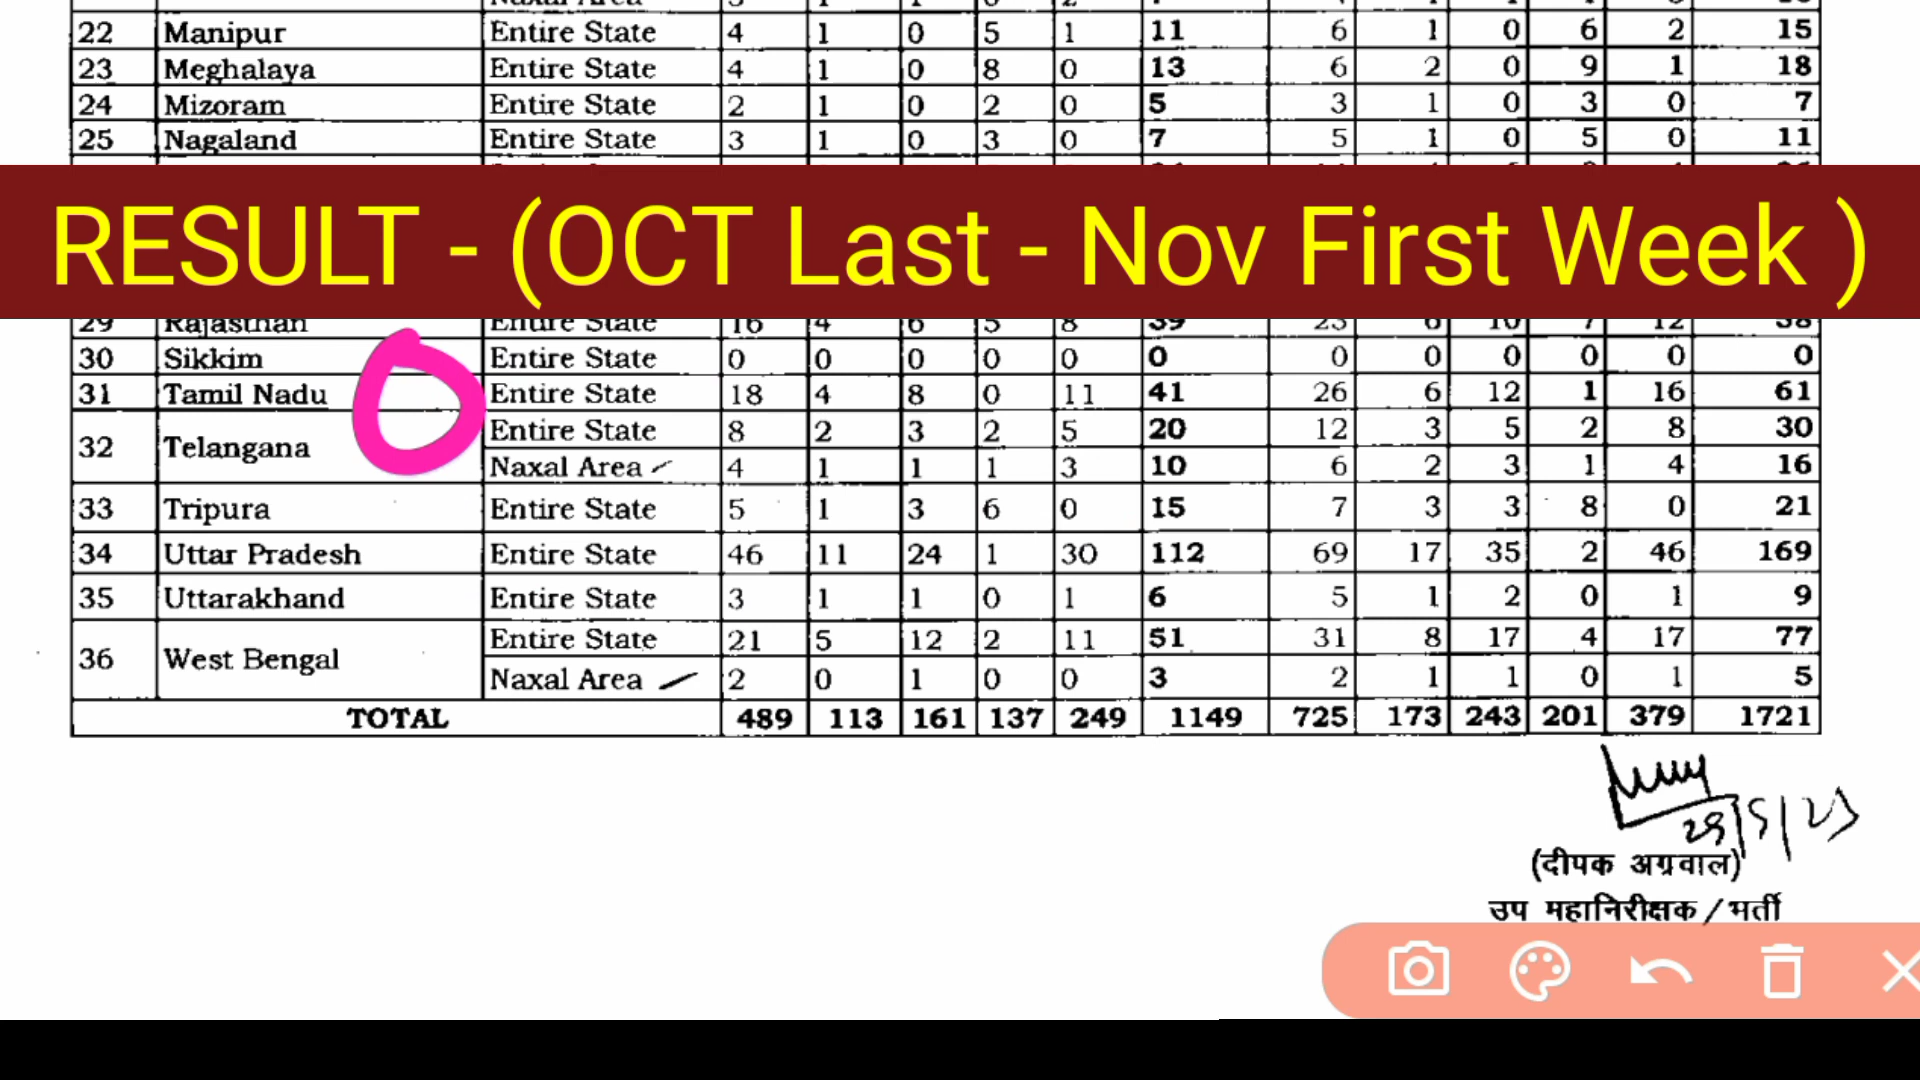 22 Manipur Entire State 4 1 0 5 1 11 6 1 0 6 2 15
23 Meghalaya Entire State 4 1 0 8 0 13 6 2 0 9 1 18
24 Mizoram Entire State 2 1 0 2 0 5 3 1 0 3 0 7
25 Nagaland Entire State 3 1 0 3 0 7 5 1 0 5 0 11
RESULT - (OCT Last - Nov First Week )
29 Rajasthan Entire State 16 4 6 5 8 39 23 6 10 7 12 58
30 Sikkim Entire State 0 0 0 0 0 0 0 0 0 0 0 0
31 Tamil Nadu Entire State 18 4 8 0 11 41 26 6 12 1 16 61
32 Telangana Entire State 8 2 3 2 5 20 12 3 5 2 8 30
Naxal Area 4 1 1 1 3 10 6 2 3 1 4 16
33 Tripura Entire State 5 1 3 6 0 15 7 3 3 8 0 21
34 Uttar Pradesh Entire State 46 11 24 1 30 112 69 17 35 2 46 169
35 Uttarakhand Entire State 3 1 1 0 1 6 5 1 2 0 1 9
36 West Bengal Entire State 21 5 12 2 11 51 31 8 17 4 17 77
Naxal Area 2 0 1 0 0 3 2 1 1 0 1 5
TOTAL 489 113 161 137 249 1149 725 173 243 201 379 1721
(दीपक अग्रवाल)
उप महानिरीक्षक/भर्ती